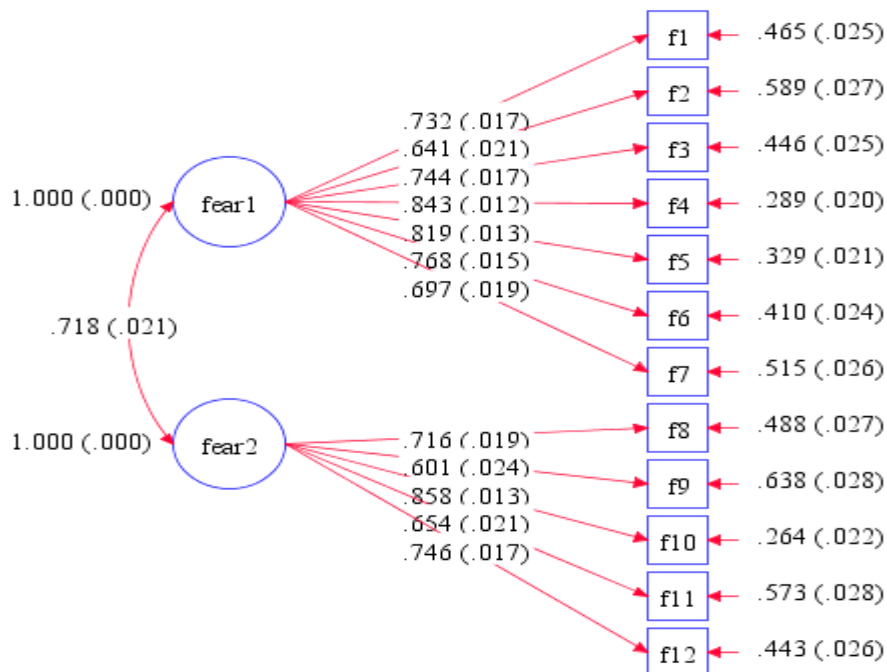 f1 .465 (.025)
f2 .589 (.027)
f3 .446 (.025)
f4 .289 (.020)
f5 .329 (.021)
f6 .410 (.024)
f7 .515 (.026)
.732 (.017)
.641 (.021)
.744 (.017)
.843 (.012)
.819 (.013)
.768 (.015)
.697 (.019)
1.000 (.000) fear1
.718 (.021)
1.000 (.000) fear2
.716 (.019)
.601 (.024)
.858 (.013)
.654 (.021)
.746 (.017)
f8 .488 (.027)
f9 .638 (.028)
f10 .264 (.022)
f11 .573 (.028)
f12 .443 (.026)